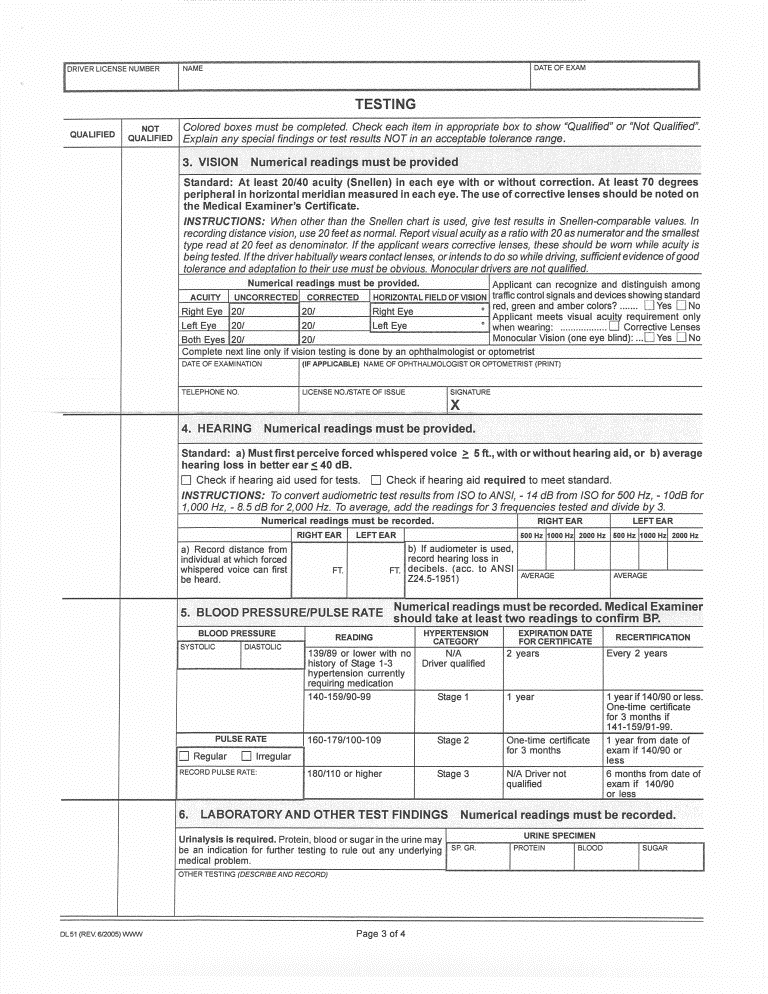 DRIVER LICENSE NUMBER NAME DATE OF EXAM
TESTING
QUALIFIED NOT QUALIFIED
Colored boxes must be completed. Check each item in appropriate box to show "Qualified" or "Not Qualified".
Explain any special findings or test results NOT in an acceptable tolerance range.
3. VISION Numerical readings must be provided
Standard: At least 20/40 acuity (Snellen) in each eye with or without correction. At least 70 degrees
peripheral in horizontal meridian measured in each eye. The use of corrective lenses should be noted on
the Medical Examiner's Certificate.
INSTRUCTIONS: When other than the Snellen chart is used, give test results in Snellen-comparable values. In
recording distance vision, use 20 feet as normal. Report visual acuity as a ratio with 20 as numerator and the smallest
type read at 20 feet as denominator. If the applicant wears corrective lenses, these should be worn while acuity is
being tested. If the driver habitually wears contact lenses, or intends to do so while driving, sufficient evidence of good
tolerance and adaptation to their use must be obvious. Monocular drivers are not qualified.
Numerical readings must be provided.
ACUITY UNCORRECTED CORRECTED HORIZONTAL FIELD OF VISION
Right Eye 20/ 20/ Right Eye °
Left Eye 20/ 20/ Left Eye °
Both Eyes 20/ 20/
Applicant can recognize and distinguish among
traffic control signals and devices showing standard
red, green and amber colors? ....... Yes No
Applicant meets visual acuity requirement only
when wearing: .................. Corrective Lenses
Monocular Vision (one eye blind): ... Yes No
Complete next line only if vision testing is done by an ophthalmologist or optometrist
DATE OF EXAMINATION (IF APPLICABLE) NAME OF OPHTHALMOLOGIST OR OPTOMETRIST (PRINT)
TELEPHONE NO. LICENSE NO./STATE OF ISSUE SIGNATURE
X
4. HEARING Numerical readings must be provided.
Standard: a) Must first perceive forced whispered voice ≥ 5 ft., with or without hearing aid, or b) average
hearing loss in better ear ≤ 40 dB.
Check if hearing aid used for tests. Check if hearing aid required to meet standard.
INSTRUCTIONS: To convert audiometric test results from ISO to ANSI, - 14 dB from ISO for 500 Hz, - 10dB for
1,000 Hz, - 8.5 dB for 2,000 Hz. To average, add the readings for 3 frequencies tested and divide by 3.
Numerical readings must be recorded. RIGHT EAR LEFT EAR
RIGHT EAR LEFT EAR 500 Hz 1000 Hz 2000 Hz 500 Hz 1000 Hz 2000 Hz
a) Record distance from
individual at which forced
whispered voice can first
be heard.
FT. FT.
b) If audiometer is used,
record hearing loss in
decibels. (acc. to ANSI
Z24.5-1951)
AVERAGE AVERAGE
5. BLOOD PRESSURE/PULSE RATE Numerical readings must be recorded. Medical Examiner
should take at least two readings to confirm BP.
BLOOD PRESSURE READING HYPERTENSION CATEGORY EXPIRATION DATE FOR CERTIFICATE RECERTIFICATION
SYSTOLIC DIASTOLIC
139/89 or lower with no
history of Stage 1-3
hypertension currently
requiring medication
N/A
Driver qualified
2 years
Every 2 years
140-159/90-99 Stage 1 1 year
1 year if 140/90 or less.
One-time certificate
for 3 months if
141-159/91-99.
PULSE RATE
Regular Irregular
160-179/100-109 Stage 2
One-time certificate
for 3 months
1 year from date of
exam if 140/90 or
less
RECORD PULSE RATE:
180/110 or higher Stage 3
N/A Driver not
qualified
6 months from date of
exam if 140/90
or less
6. LABORATORY AND OTHER TEST FINDINGS Numerical readings must be recorded.
Urinalysis is required. Protein, blood or sugar in the urine may
be an indication for further testing to rule out any underlying
medical problem.
URINE SPECIMEN
SP. GR. PROTEIN BLOOD SUGAR
OTHER TESTING (DESCRIBE AND RECORD)
DL 51 (REV. 6/2005) WWW Page 3 of 4